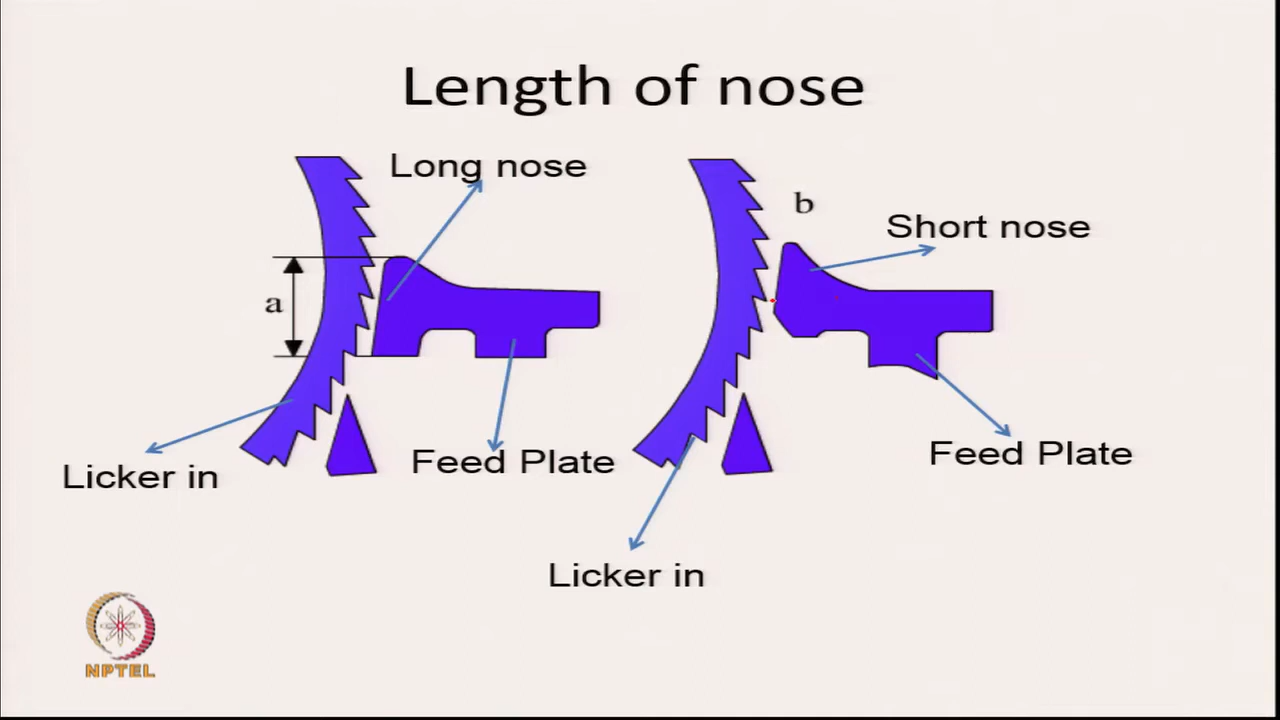 Length of nose
Long nose
a
b
Short nose
Licker in
Feed Plate
Feed Plate
Licker in
NPTEL